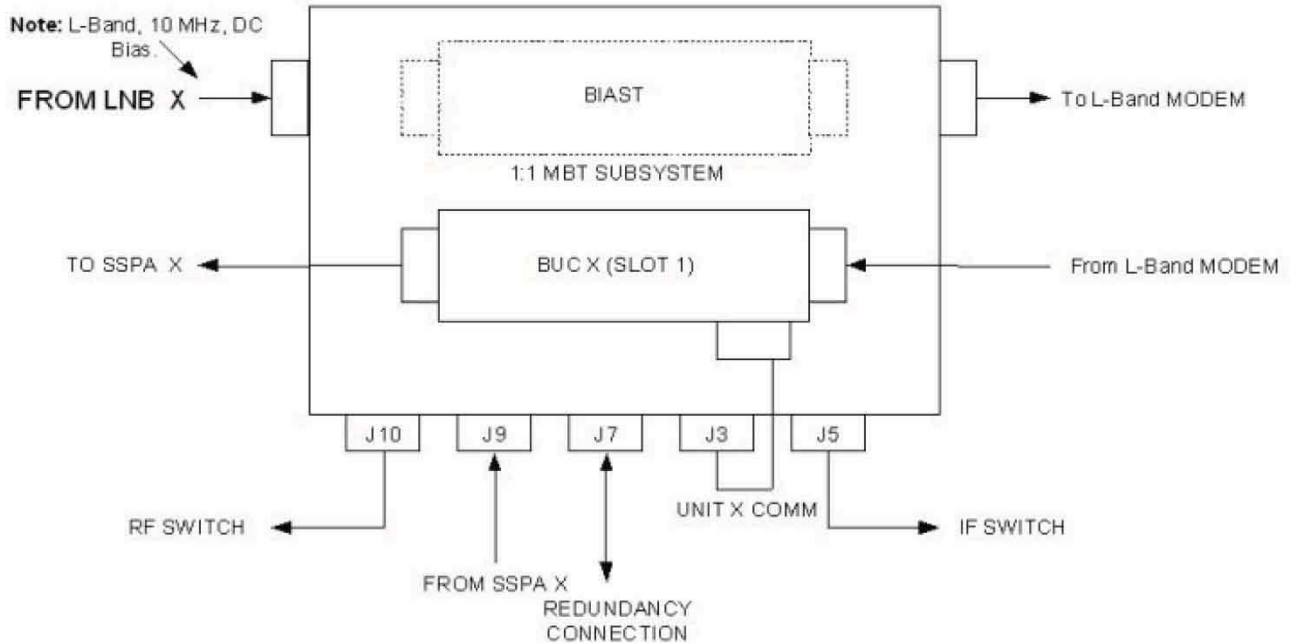 Note: L-Band, 10 MHz, DC
Bias.
FROM LNB X
BIAST
To L-Band MODEM
1:1 MBT SUBSYSTEM
TO SSPA X
BUC X (SLOT 1)
From L-Band MODEM
J10
J9
J7
J3
J5
RF SWITCH
UNIT X COMM
IF SWITCH
FROM SSPA X
REDUNDANCY
CONNECTION